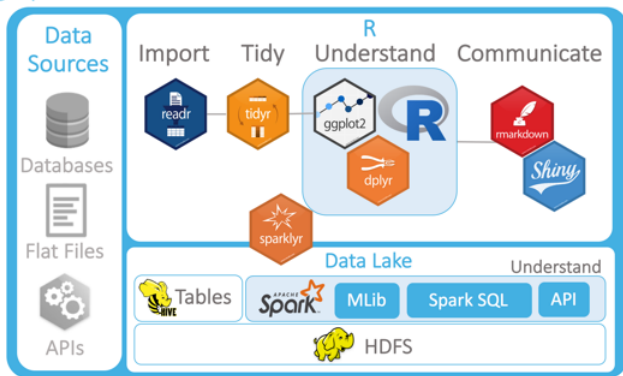 Data
Sources
Databases
Flat Files
APIs
R
Import Tidy Understand Communicate
readr
tidyr
ggplot2
R
dplyr
rmarkdown
Shiny
sparklyr
Data Lake
Understand
HIVE
Tables
APACHE
Spark
MLib
Spark SQL
API
HDFS